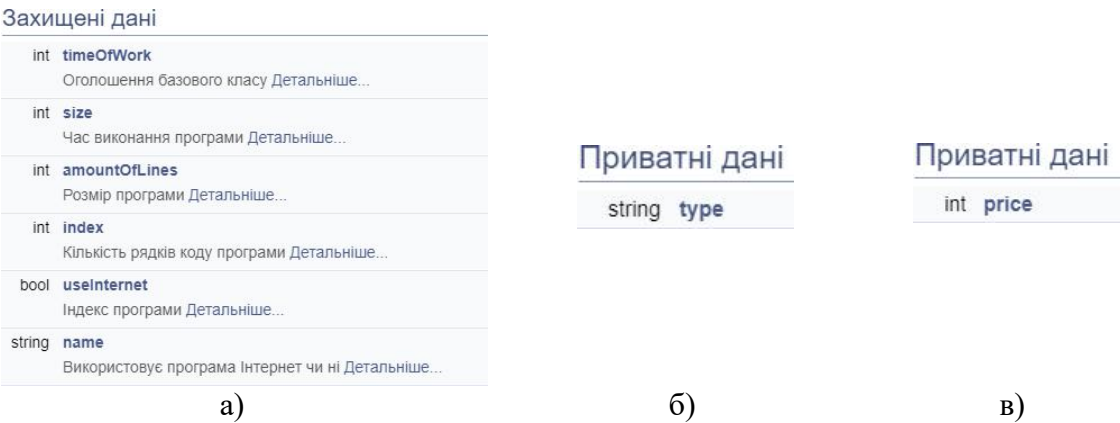 Захищені дані
int timeOfWork
Оголошення базового класу Детальніше...
int size
Час виконання програми Детальніше...
int amountOfLines
Розмір програми Детальніше...
int index
Кількість рядків коду програми Детальніше...
bool useInternet
Індекс програми Детальніше...
string name
Використовує програма Інтернет чи ні Детальніше...
а)
Приватні дані
string type
б)
Приватні дані
int price
в)